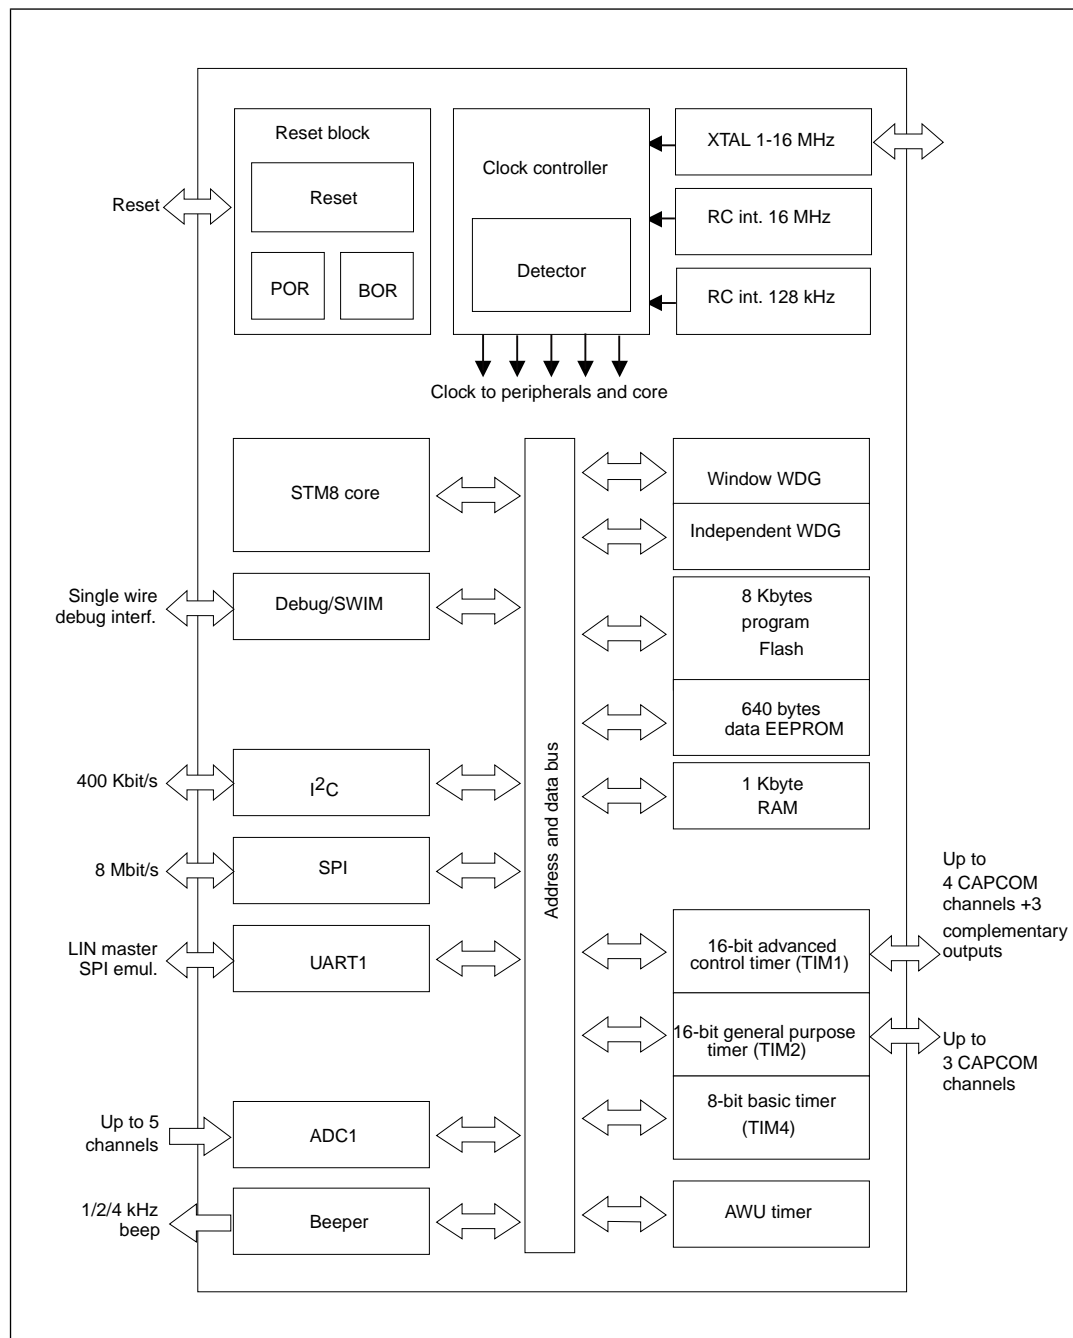 Reset block
Reset
POR
BOR
Reset
Clock controller
Detector
XTAL 1-16 MHz
RC int. 16 MHz
RC int. 128 kHz
Clock to peripherals and core
STM8 core
Single wire
debug interf.
Debug/SWIM
400 Kbit/s
I²C
8 Mbit/s
SPI
LIN master
SPI emul.
UART1
Up to 5
channels
ADC1
1/2/4 kHz
beep
Beeper
Address and data bus
Window WDG
Independent WDG
8 Kbytes
program
Flash
640 bytes
data EEPROM
1 Kbyte
RAM
16-bit advanced
control timer (TIM1)
Up to
4 CAPCOM
channels +3
complementary
outputs
16-bit general purpose
timer (TIM2)
Up to
3 CAPCOM
channels
8-bit basic timer
(TIM4)
AWU timer